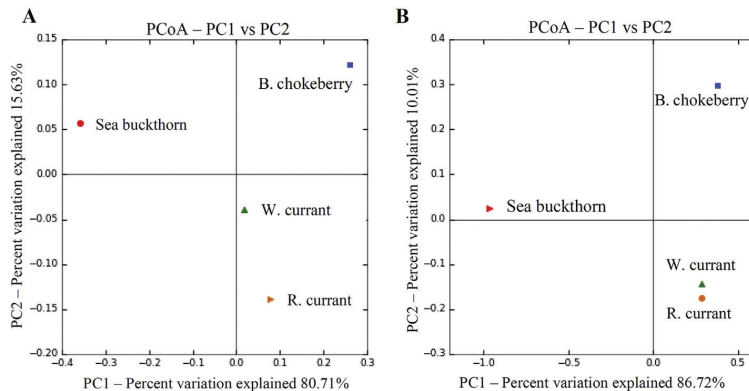 A
PCoA – PC1 vs PC2
PC2 – Percent variation explained 15.63%
0.15
0.10
0.05
0.00
−0.05
−0.10
−0.15
−0.20
B. chokeberry
Sea buckthorn
W. currant
R. currant
−0.4 −0.3 −0.2 −0.1 0.0 0.1 0.2 0.3
PC1 – Percent variation explained 80.71%
B
PCoA – PC1 vs PC2
PC2 – Percent variation explained 10.01%
0.4
0.3
0.2
0.1
0.0
−0.1
−0.2
−0.3
B. chokeberry
Sea buckthorn
W. currant
R. currant
−1.0 −0.5 0.0 0.5
PC1 – Percent variation explained 86.72%